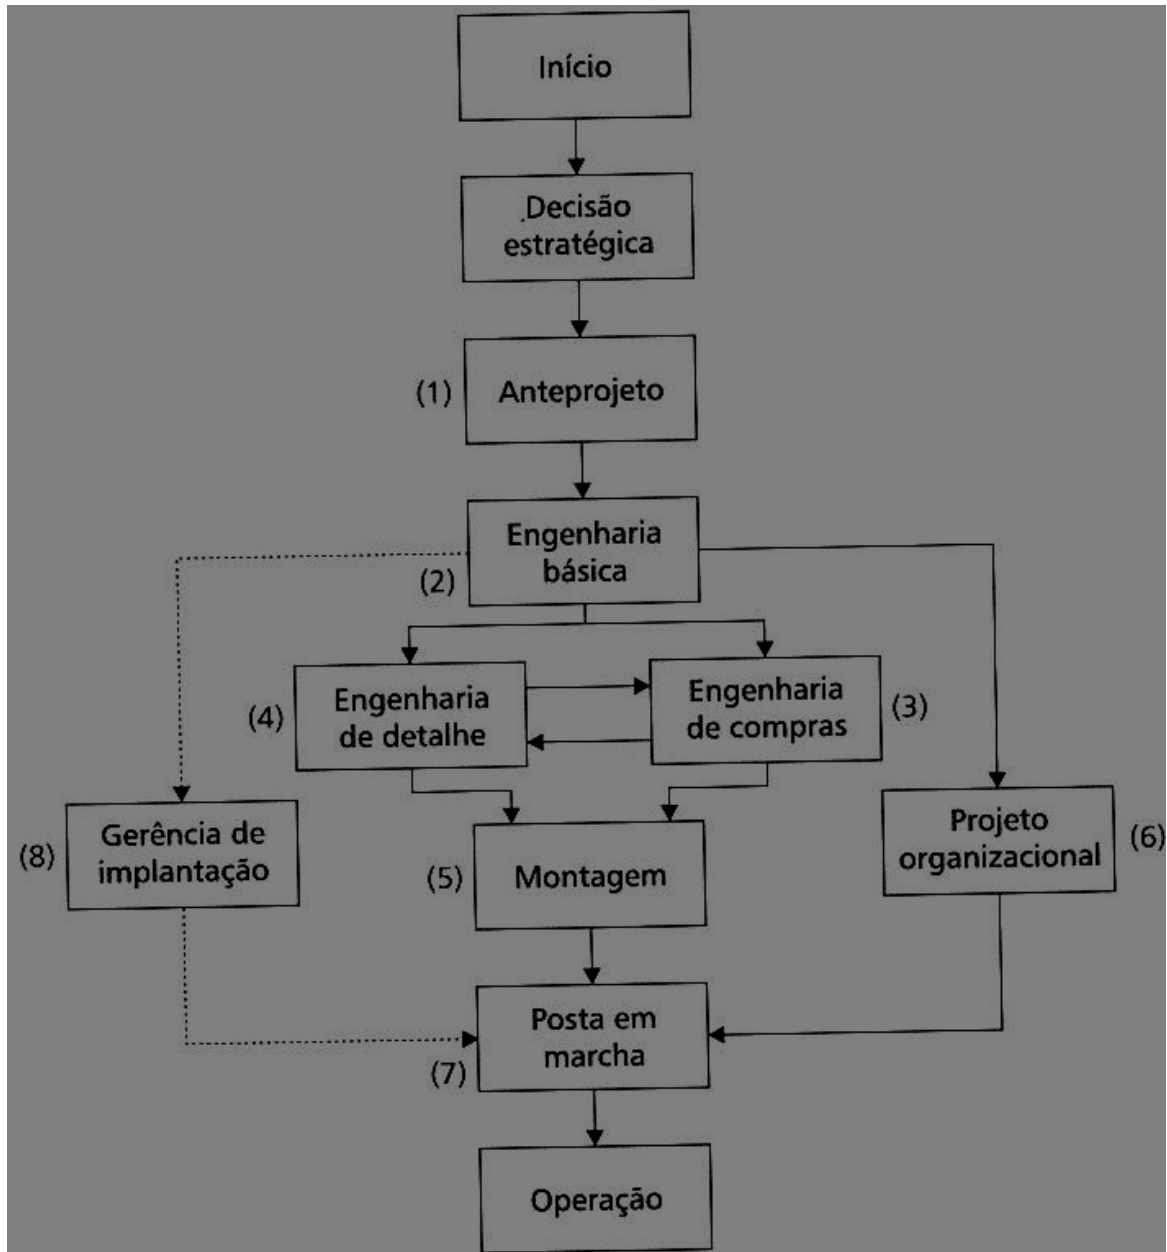 Início
Decisão
estratégica
(1)
Anteprojeto
Engenharia
básica
(2)
(4)
Engenharia
de detalhe
Engenharia
de compras
(3)
(8)
Gerência de
implantação
(5)
Montagem
Projeto
organizacional
(6)
Posta em
marcha
(7)
Operação